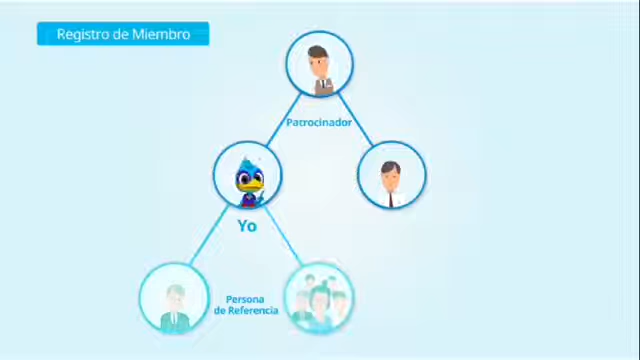 Registro de Miembro
Patrocinador
Yo
Persona
de Referencia